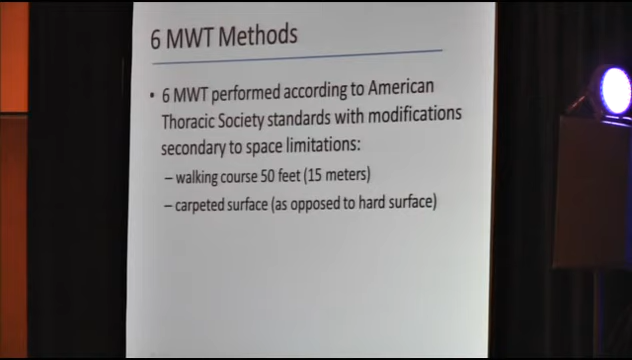 6 MWT Methods
• 6 MWT performed according to American
Thoracic Society standards with modifications
secondary to space limitations:
– walking course 50 feet (15 meters)
– carpeted surface (as opposed to hard surface)